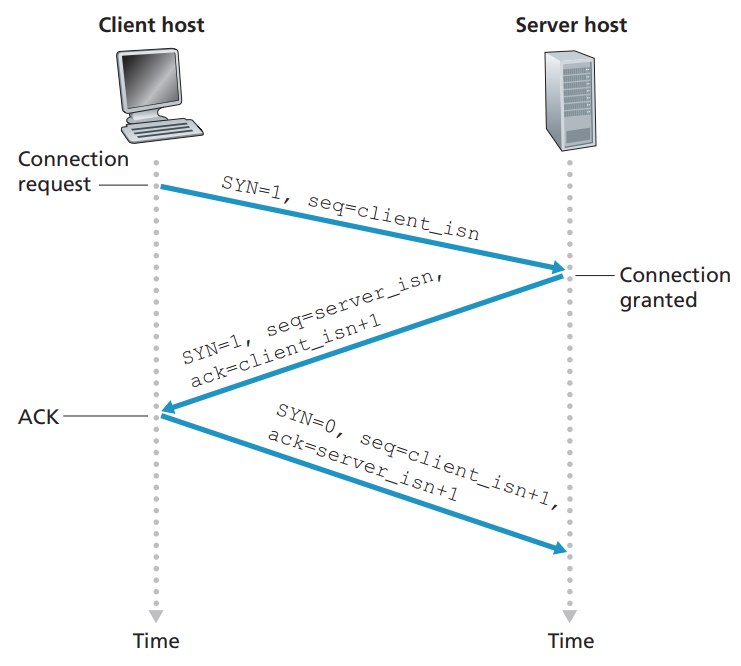 Client host
Server host
Connection
request
SYN=1, seq=client_isn
Connection
granted
SYN=1, seq=server_isn,
ack=client_isn+1
ACK
SYN=0, seq=client_isn+1,
ack=server_isn+1
Time
Time